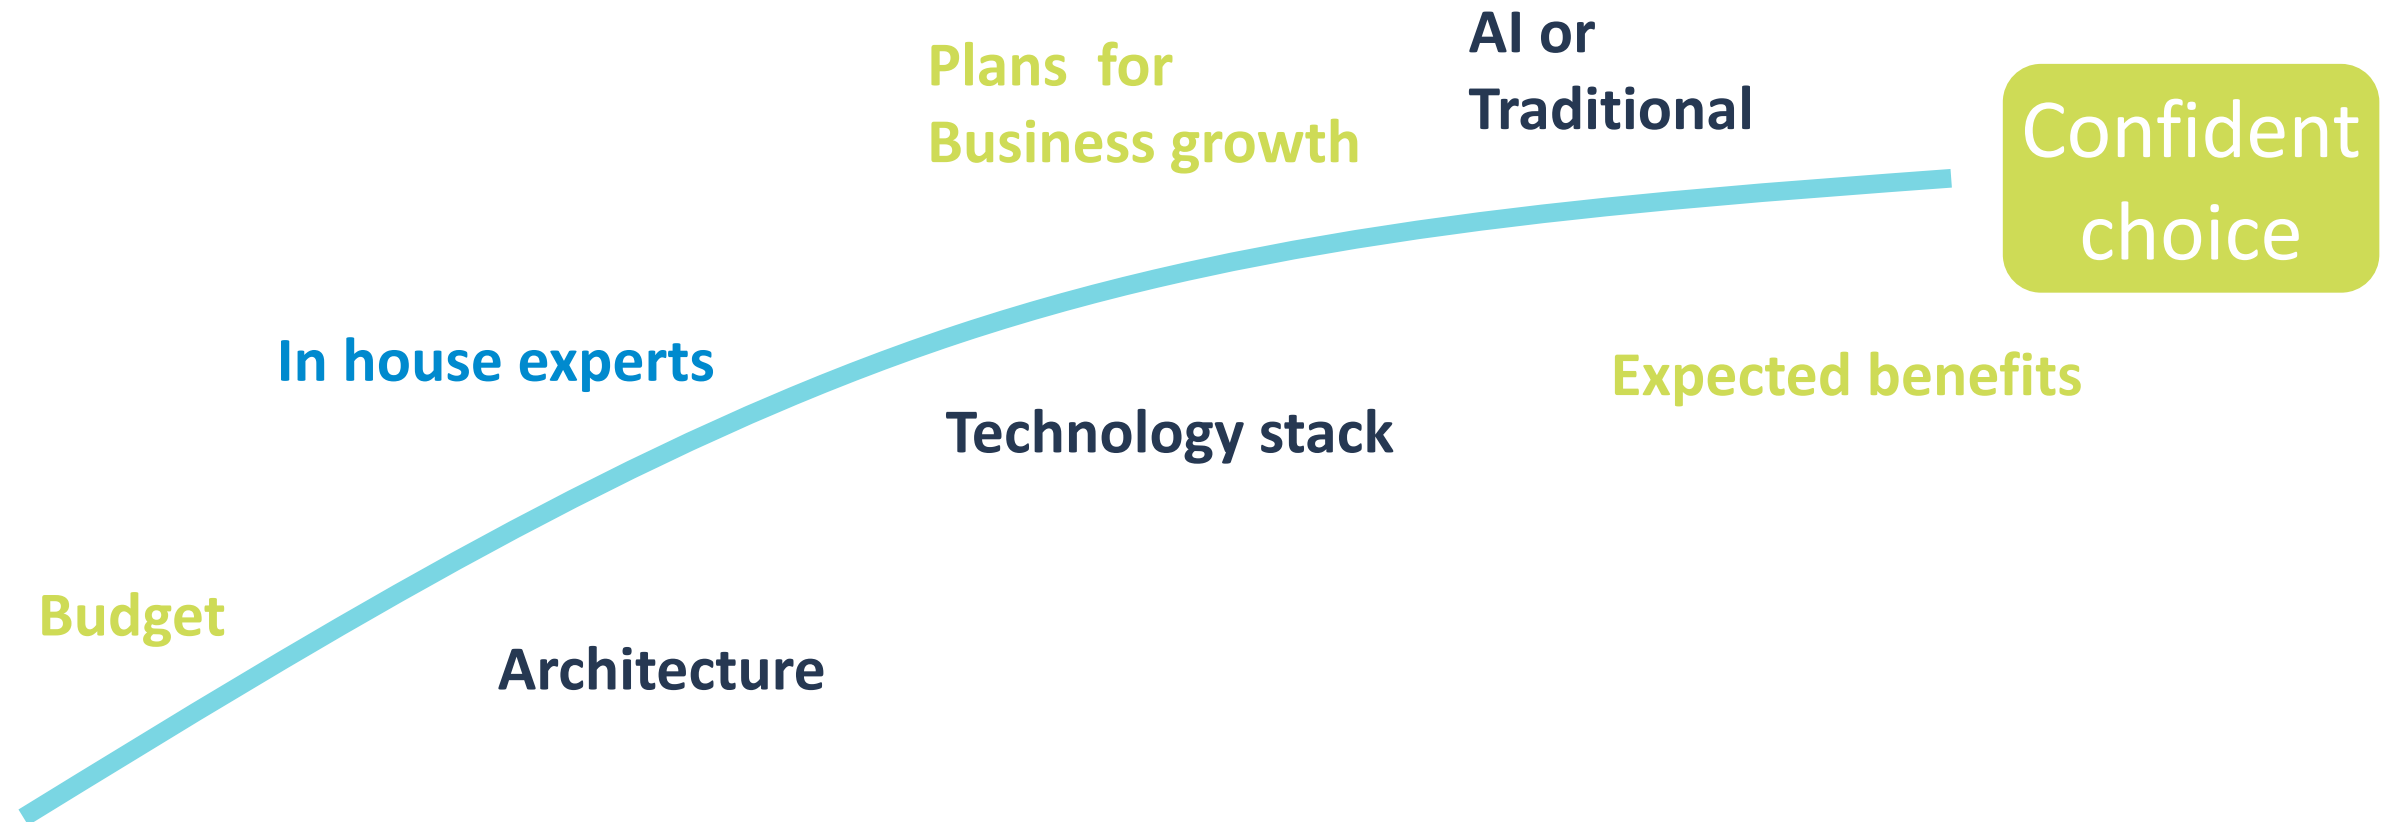 AI or
Traditional
Plans  for
Business growth
Confident
choice
In house experts
Expected benefits
Technology stack
Budget
Architecture